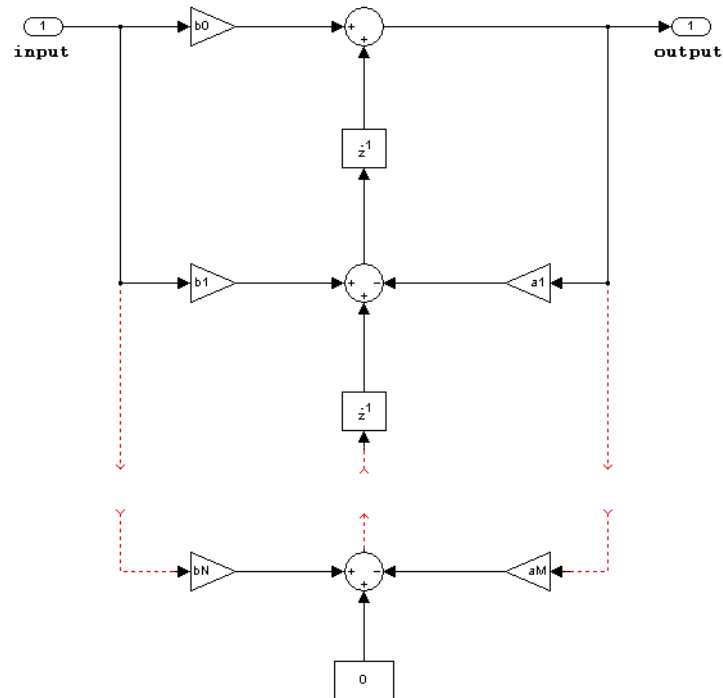 1 b0 + + 1
input output
z-1
b1 + + - a1
z-1
bN + + - aM
0